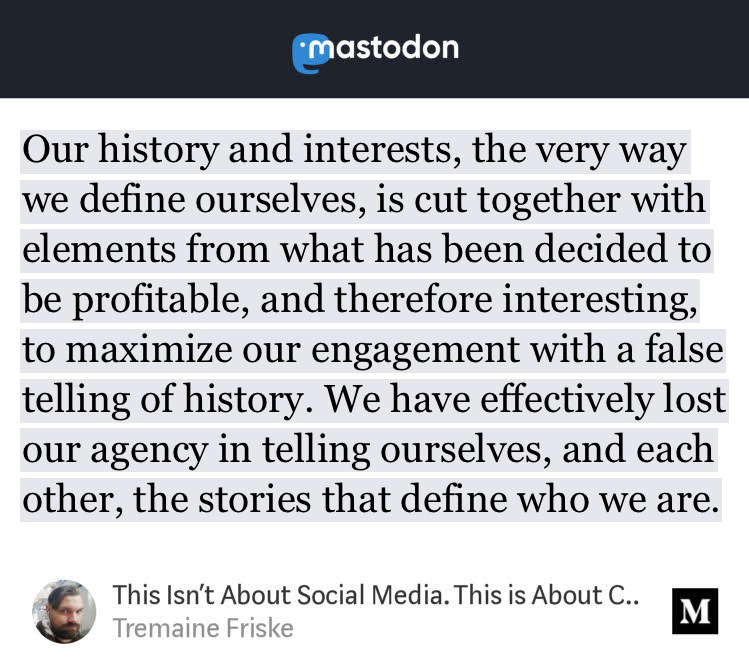 mastodon
Our history and interests, the very way
we define ourselves, is cut together with
elements from what has been decided to
be profitable, and therefore interesting,
to maximize our engagement with a false
telling of history. We have effectively lost
our agency in telling ourselves, and each
other, the stories that define who we are.
This Isn’t About Social Media. This is About C..
Tremaine Friske
M